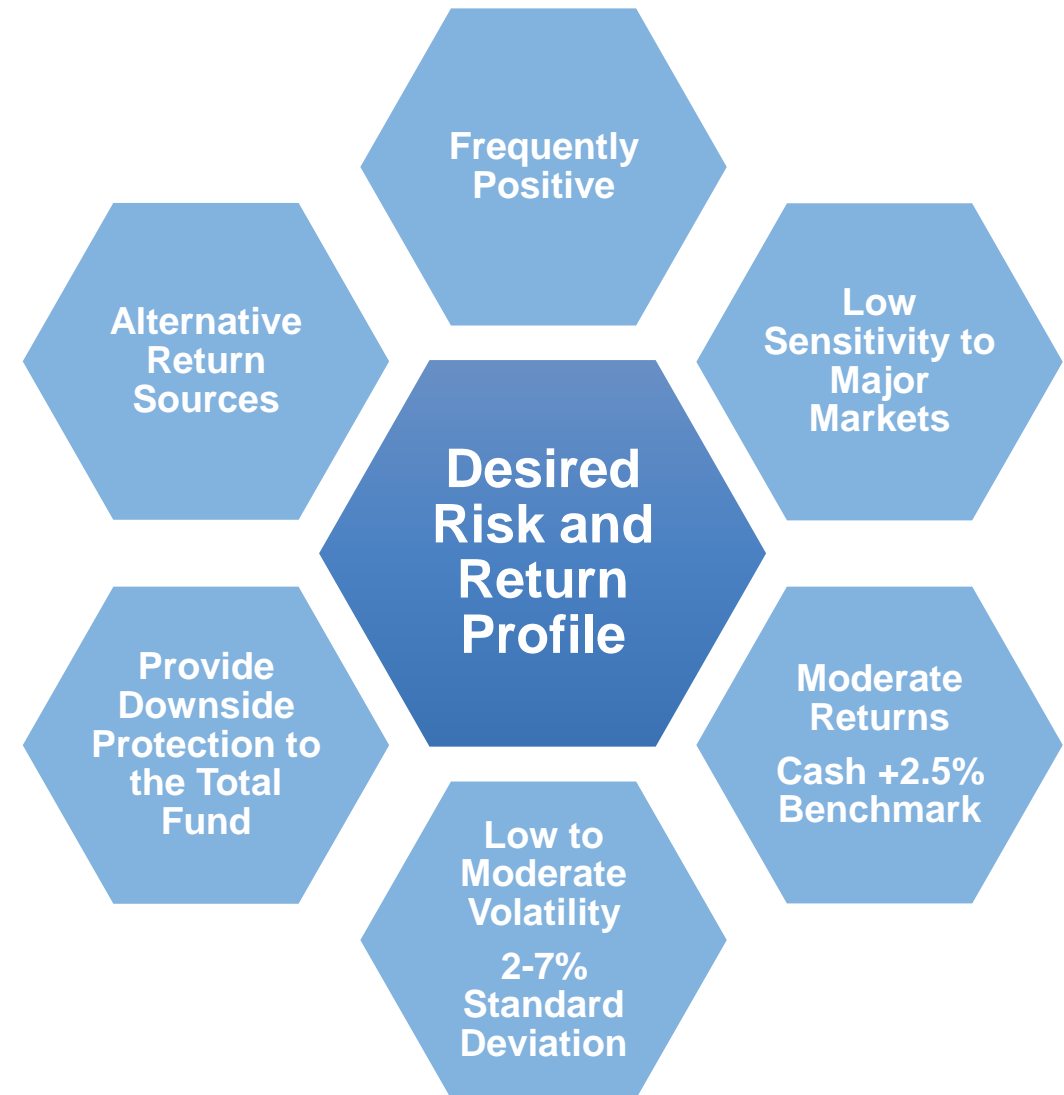 Frequently
Positive
Low
Sensitivity to
Major
Markets
Moderate
Returns
Cash +2.5%
Benchmark
Low to
Moderate
Volatility
2-7%
Standard
Deviation
Provide
Downside
Protection to
the Total
Fund
Alternative
Return
Sources
Desired
Risk and
Return
Profile